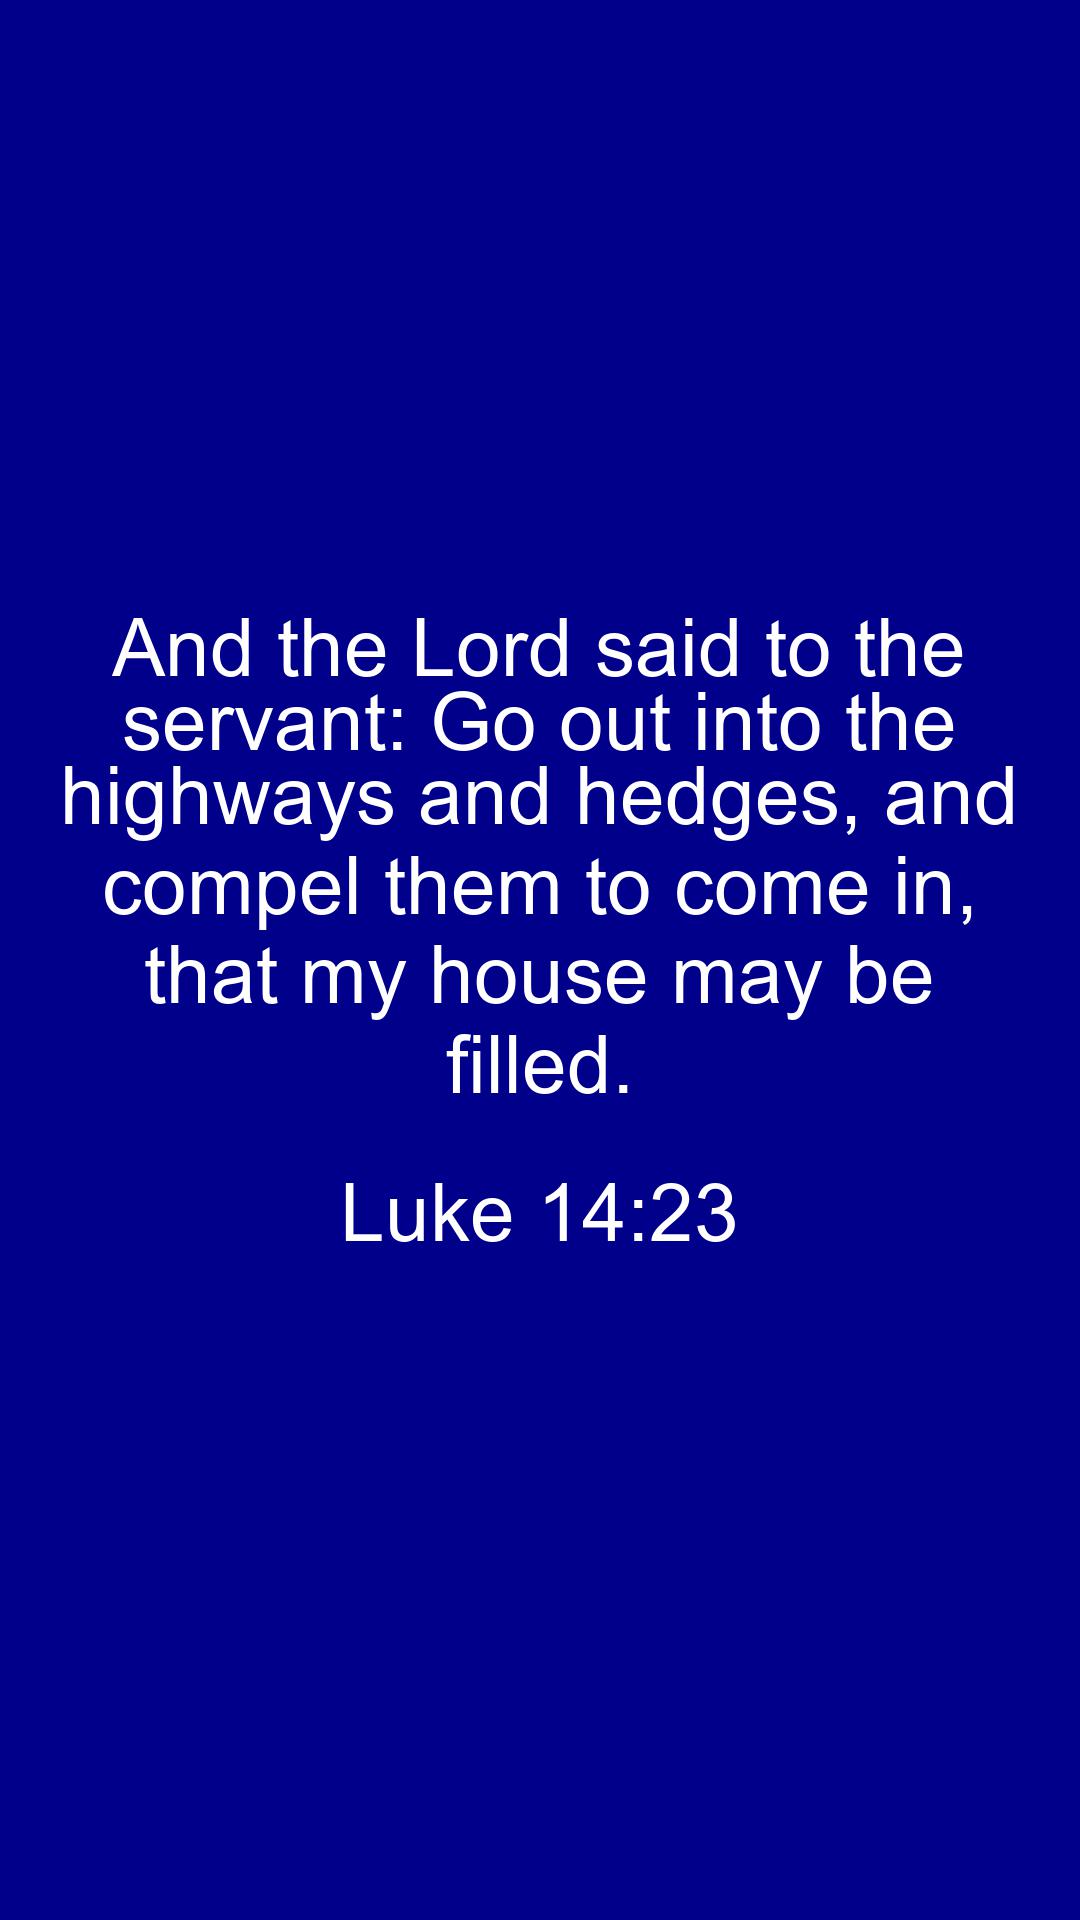 And the Lord said to the
servant: Go out into the
highways and hedges, and
compel them to come in,
that my house may be
filled.
Luke 14:23